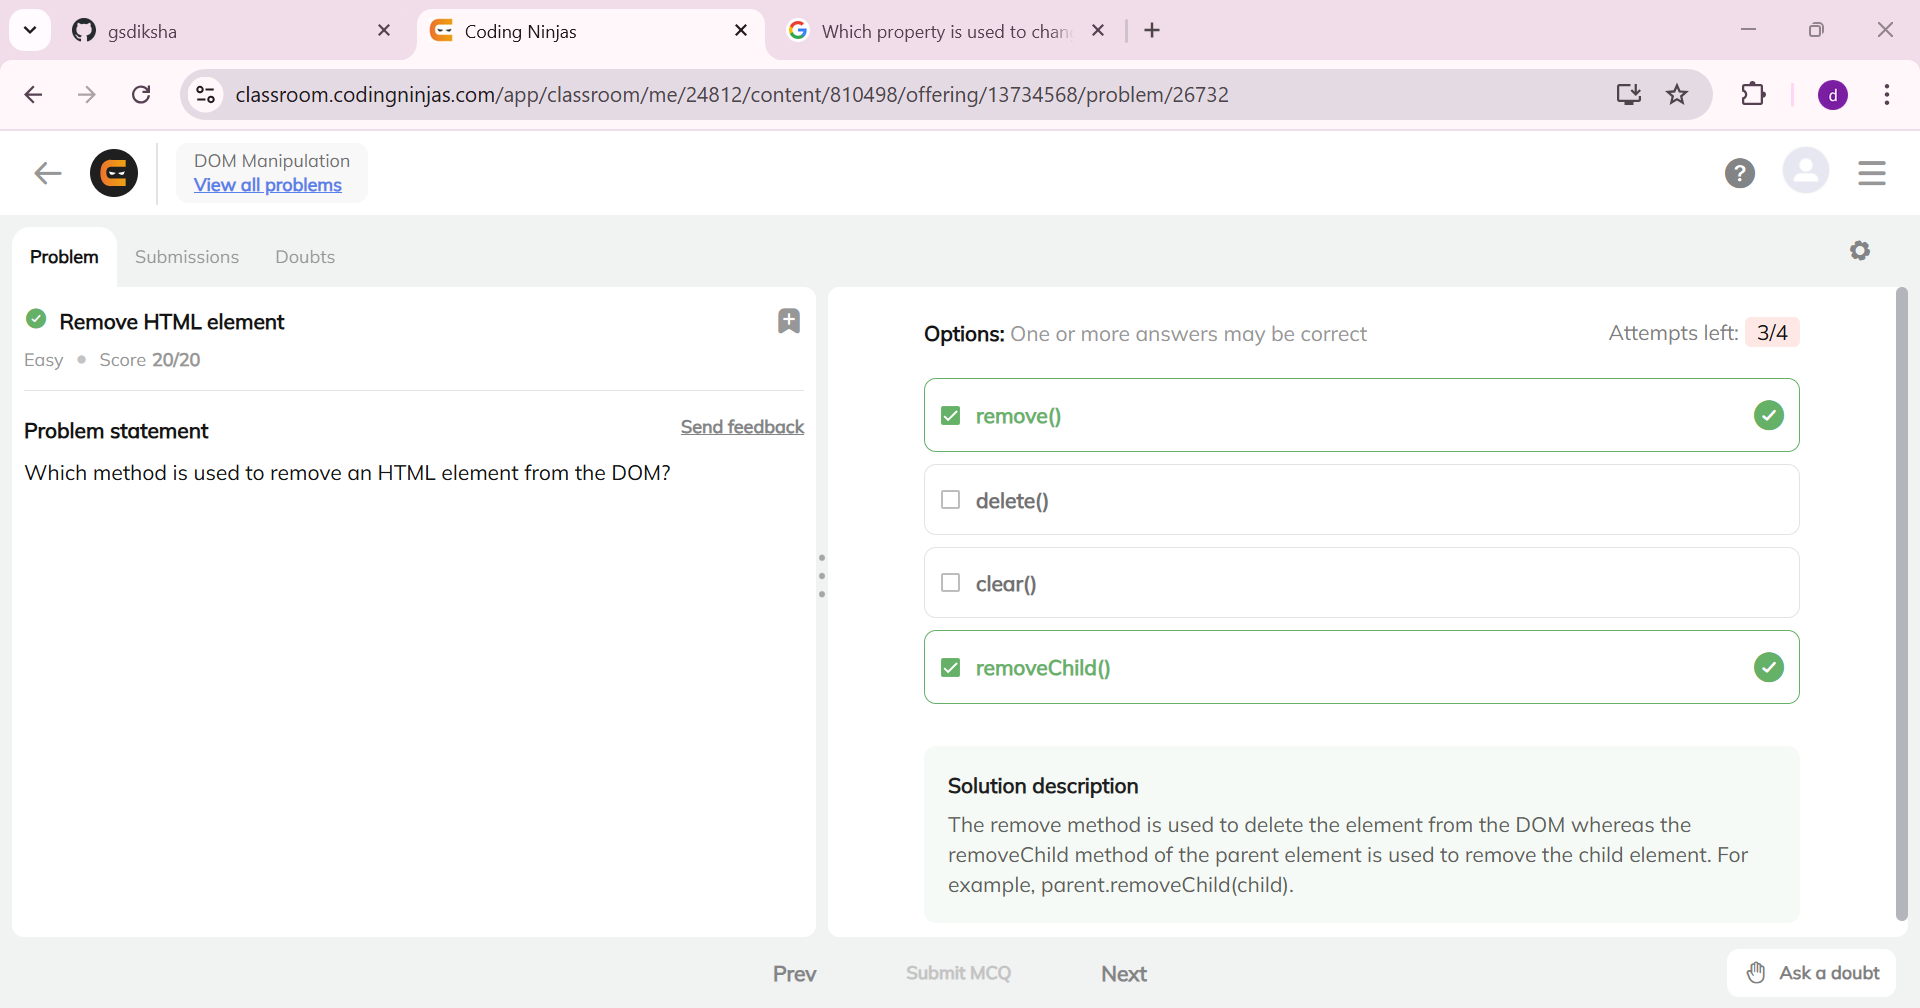 gsdiksha
Coding Ninjas
Which property is used to chan
classroom.codingninjas.com/app/classroom/me/24812/content/810498/offering/13734568/problem/26732
d
DOM Manipulation
View all problems
?
Problem
Submissions
Doubts
Remove HTML element
Easy • Score 20/20
Problem statement
Send feedback
Which method is used to remove an HTML element from the DOM?
Options: One or more answers may be correct
Attempts left: 3/4
remove()
delete()
clear()
removeChild()
Solution description
The remove method is used to delete the element from the DOM whereas the
removeChild method of the parent element is used to remove the child element. For
example, parent.removeChild(child).
Prev
Submit MCQ
Next
Ask a doubt